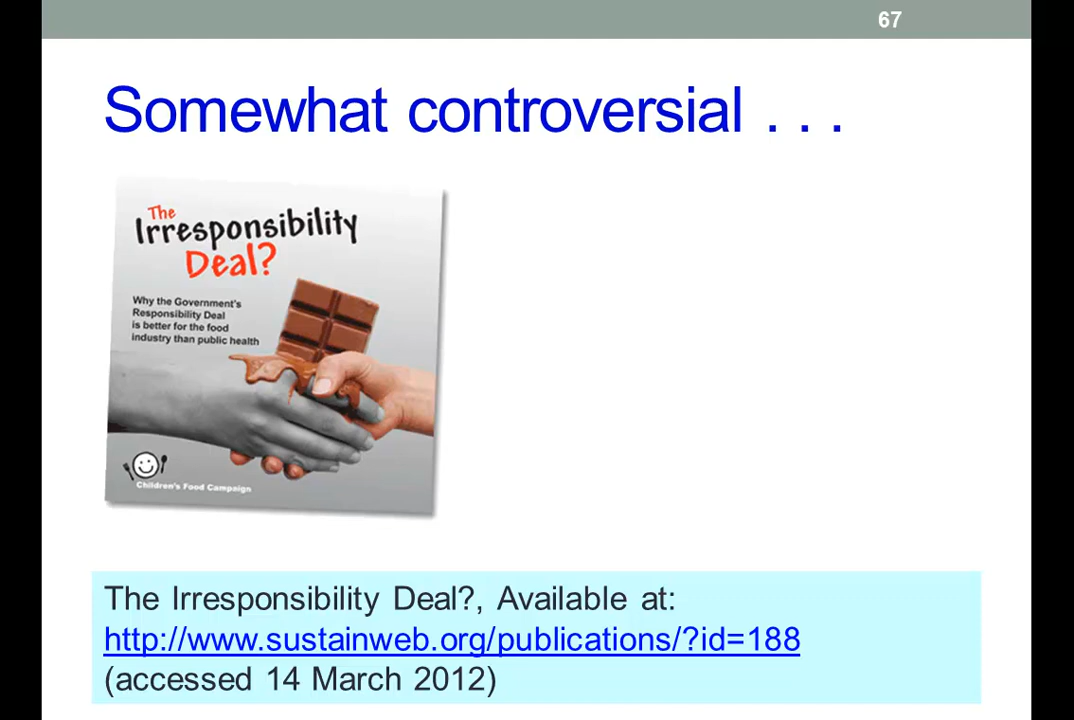 67
Somewhat controversial . . .
The
Irresponsibility
Deal?
Why the Government's
Responsibility Deal
is better for the food
industry than public health
Children's Food Campaign
The Irresponsibility Deal?, Available at:
http://www.sustainweb.org/publications/?id=188
(accessed 14 March 2012)